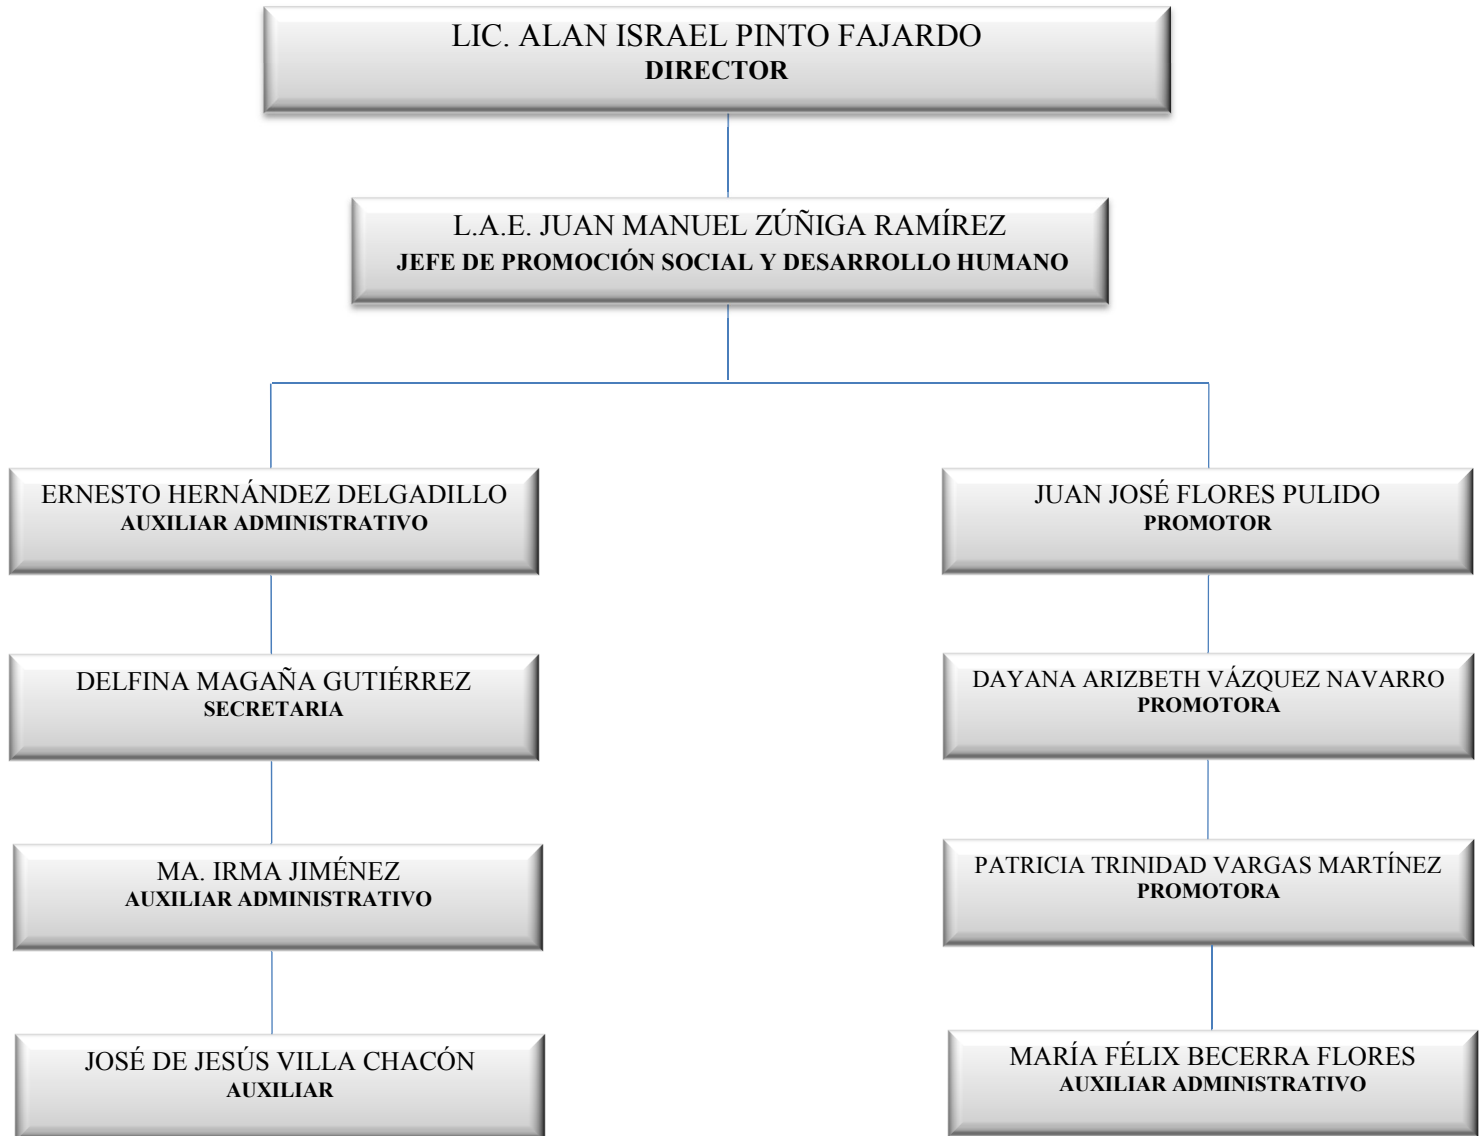 LIC. ALAN ISRAEL PINTO FAJARDO
DIRECTOR
L.A.E. JUAN MANUEL ZÚÑIGA RAMÍREZ
JEFE DE PROMOCIÓN SOCIAL Y DESARROLLO HUMANO
ERNESTO HERNÁNDEZ DELGADILLO
AUXILIAR ADMINISTRATIVO
DELFINA MAGAÑA GUTIÉRREZ
SECRETARIA
MA. IRMA JIMÉNEZ
AUXILIAR ADMINISTRATIVO
JOSÉ DE JESÚS VILLA CHACÓN
AUXILIAR
JUAN JOSÉ FLORES PULIDO
PROMOTOR
DAYANA ARIZBETH VÁZQUEZ NAVARRO
PROMOTORA
PATRICIA TRINIDAD VARGAS MARTÍNEZ
PROMOTORA
MARÍA FÉLIX BECERRA FLORES
AUXILIAR ADMINISTRATIVO